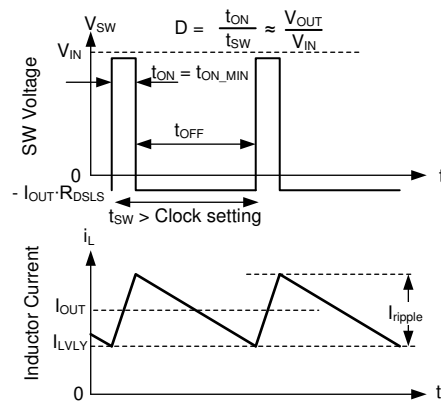 V_SW
D = t_ON / t_SW ≈ V_OUT / V_IN
V_IN
t_ON = t_ON_MIN
SW Voltage
t_OFF
0
t
- I_OUT·R_DSLS
t_SW > Clock setting
i_L
Inductor Current
I_OUT
I_ripple
I_LVLY
0
t